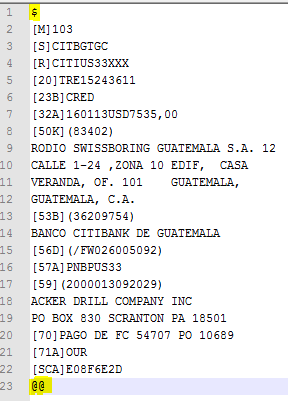 1 $
2 [M]103
3 [S]CITBGTGC
4 [R]CITIUS33XXX
5 [20]TRE15243611
6 [23B]CRED
7 [32A]160113USD7535,00
8 [50K](83402)
9 RODIO SWISSBORING GUATEMALA S.A. 12
10 CALLE 1-24 ,ZONA 10 EDIF,  CASA
11 VERANDA, OF. 101    GUATEMALA,
12 GUATEMALA, C.A.
13 [53B](36209754)
14 BANCO CITIBANK DE GUATEMALA
15 [56D](/FW026005092)
16 [57A]PNBPUS33
17 [59](2000013092029)
18 ACKER DRILL COMPANY INC
19 PO BOX 830 SCRANTON PA 18501
20 [70]PAGO DE FC 54707 PO 10689
21 [71A]OUR
22 [SCA]E08F6E2D
23 @@